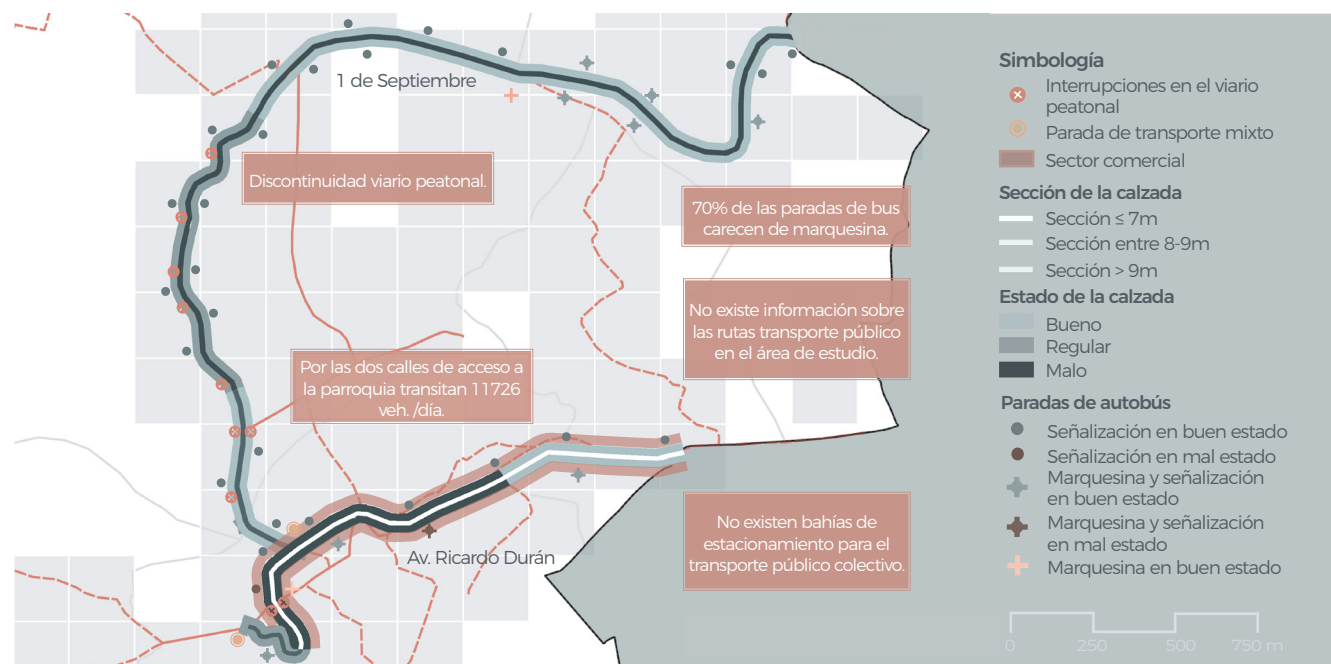 1 de Septiembre
Discontinuidad viario peatonal.
70% de las paradas de bus
carecen de marquesina.
No existe información sobre
las rutas transporte público
en el área de estudio.
Por las dos calles de acceso a
la parroquia transitan 11726
veh. /día.
Av. Ricardo Durán
No existen bahías de
estacionamiento para el
transporte público colectivo.
Simbología
Interrupciones en el viario
peatonal
Parada de transporte mixto
Sector comercial
Sección de la calzada
Sección ≤ 7m
Sección entre 8-9m
Sección > 9m
Estado de la calzada
Bueno
Regular
Malo
Paradas de autobús
Señalización en buen estado
Señalización en mal estado
Marquesina y señalización
en buen estado
Marquesina y señalización
en mal estado
Marquesina en buen estado
0 250 500 750 m